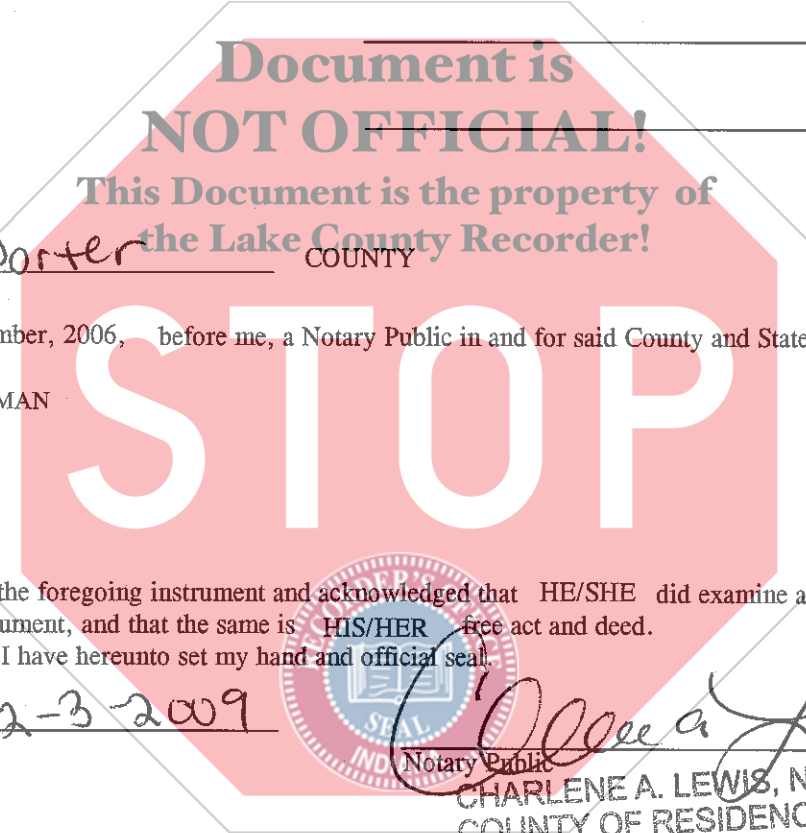 Document is
NOT OFFICIAL!
This Document is the property of
the Lake County Recorder!
Porter COUNTY
mber, 2006, before me, a Notary Public in and for said County and State
MAN
STOP
the foregoing instrument and acknowledged that HE/SHE did examine a
ument, and that the same is HIS/HER free act and deed.
I have hereunto set my hand and official seal.
RECORDER'S OFFICE
SEAL
INDIANA
2-3-2009
Notary Public
CHARLENE A. LEWIS, N
COUNTY OF RESIDENC